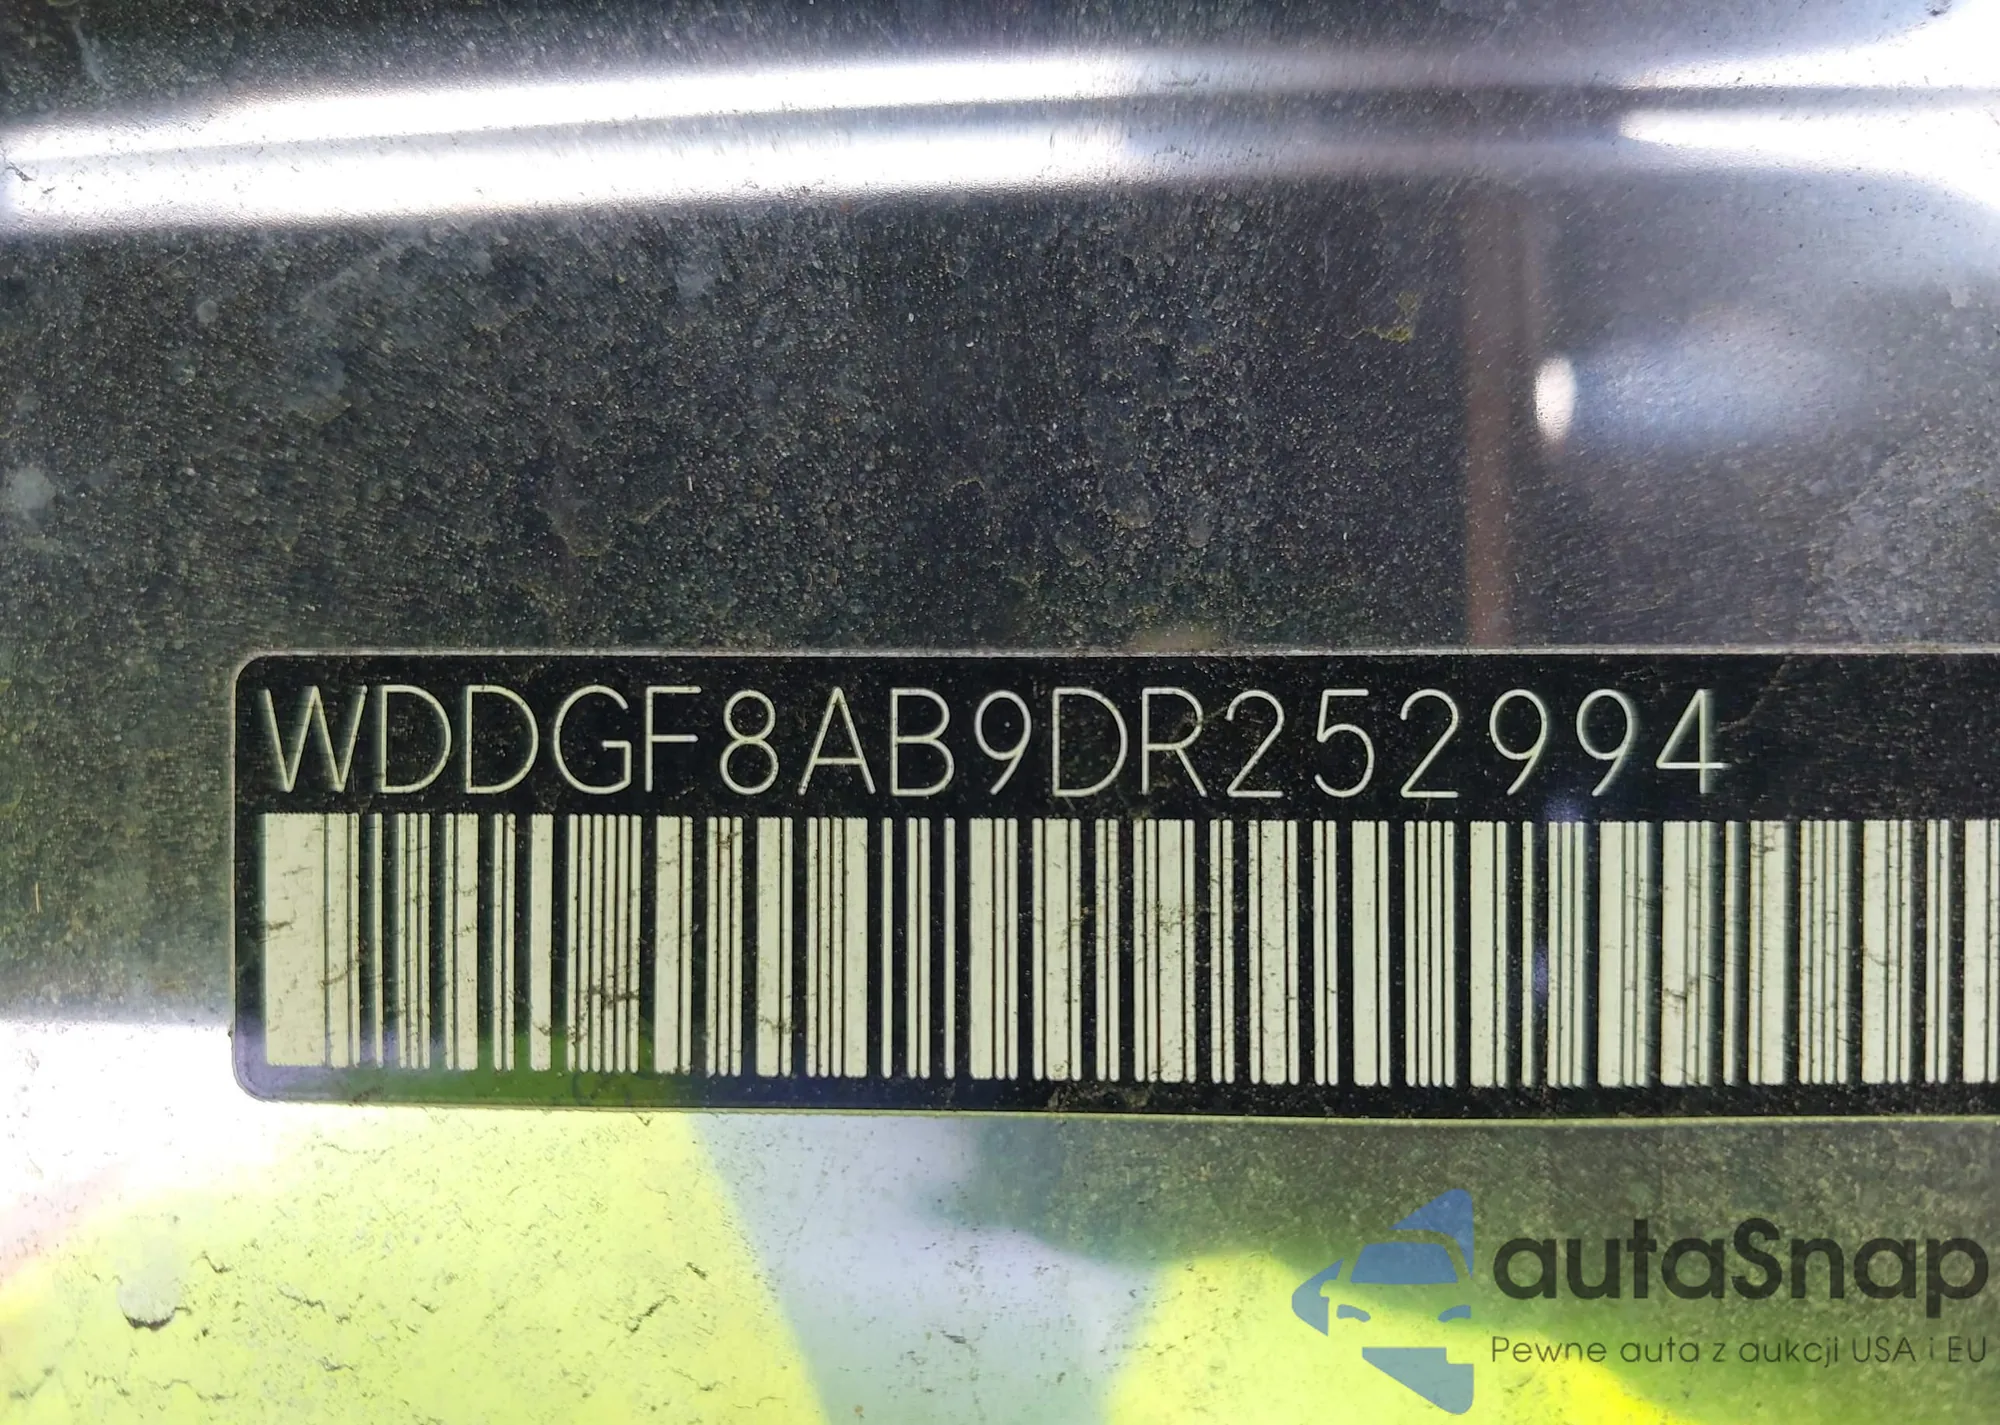 WDDGF8AB9DR252994
autaSnap
Pewne auta z aukcji USA i EU